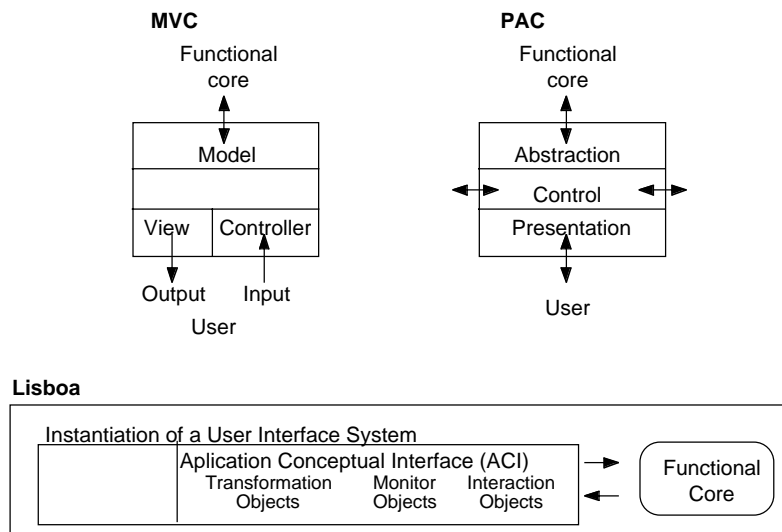 MVC
Functional
core
Model
View
Controller
Output
Input
User
PAC
Functional
core
Abstraction
Control
Presentation
User
Lisboa
Instantiation of a User Interface System
Aplication Conceptual Interface (ACI)
Transformation
Objects
Monitor
Objects
Interaction
Objects
Functional
Core